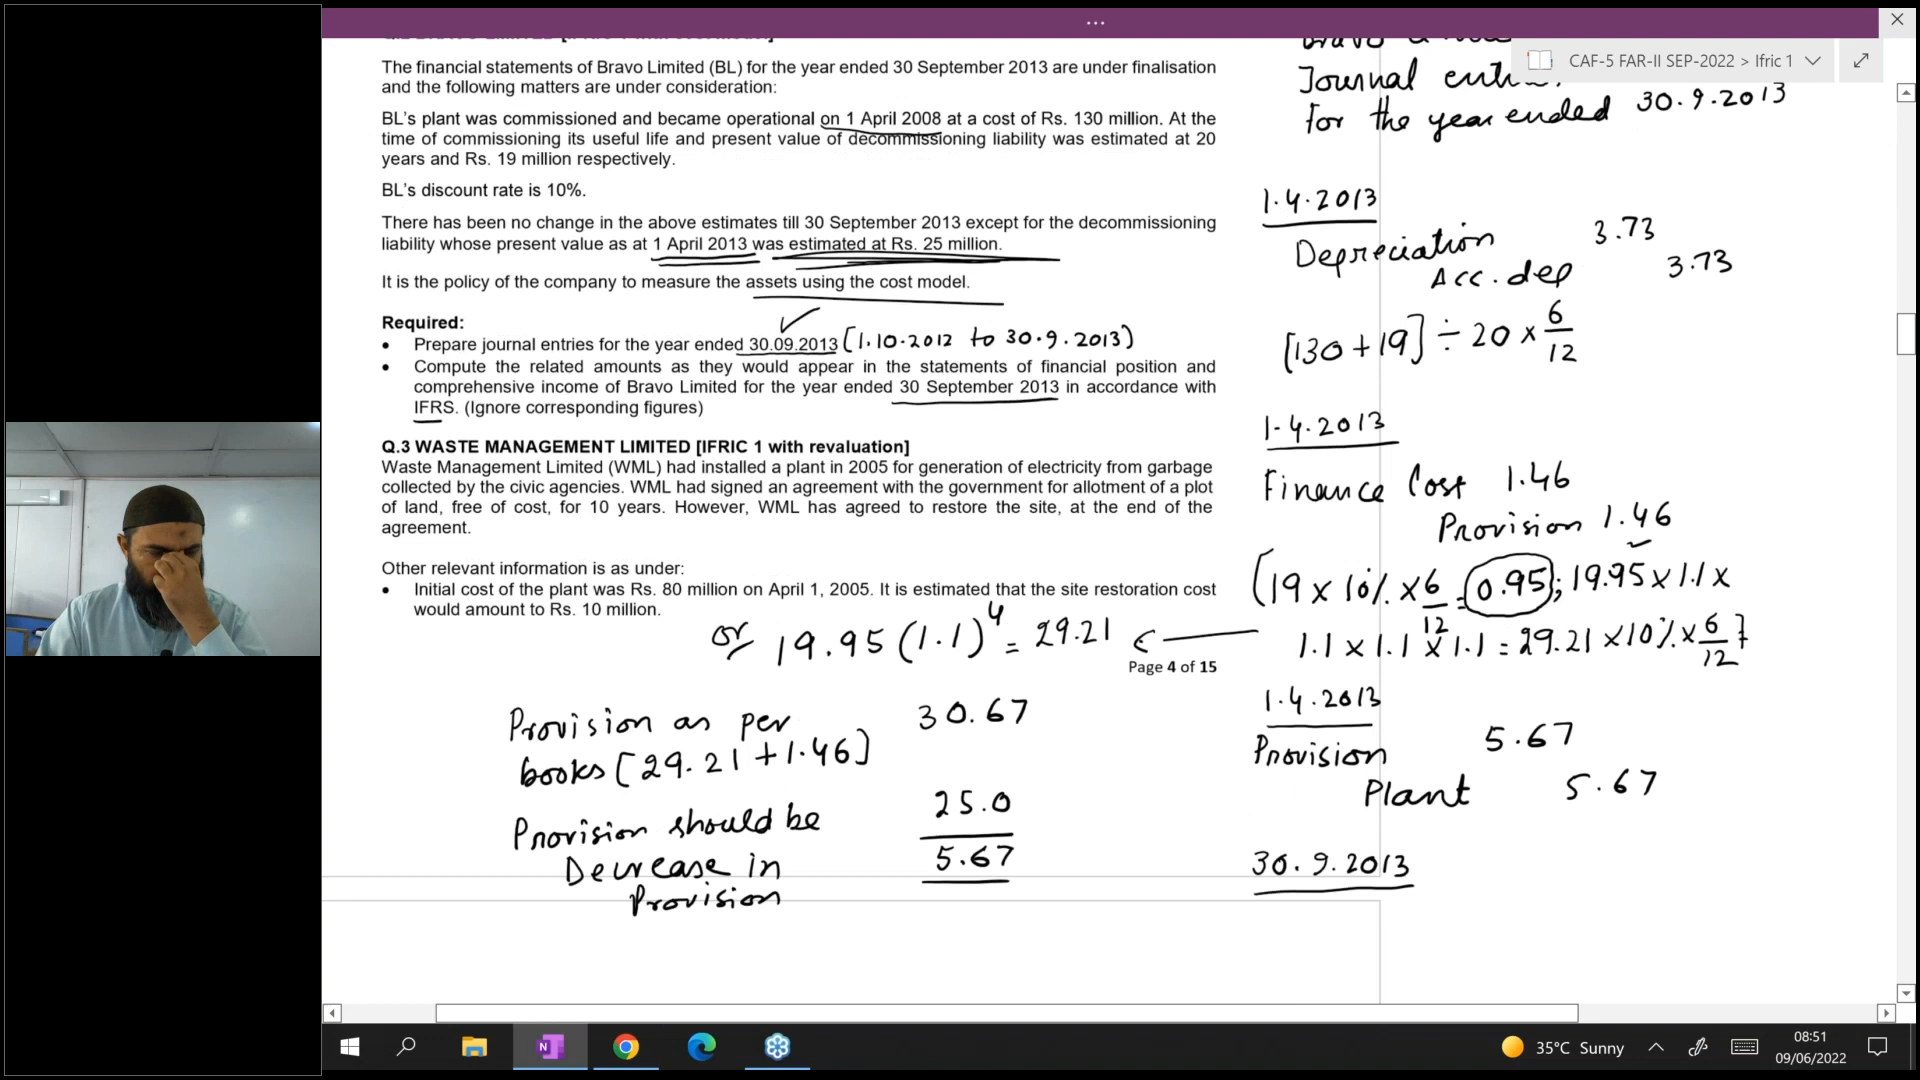 ...
CAF-5 FAR-II SEP-2022 > Ifric 1
The financial statements of Bravo Limited (BL) for the year ended 30 September 2013 are under finalisation
and the following matters are under consideration:
BL's plant was commissioned and became operational on 1 April 2008 at a cost of Rs. 130 million. At the
time of commissioning its useful life and present value of decommissioning liability was estimated at 20
years and Rs. 19 million respectively.
BL's discount rate is 10%.
There has been no change in the above estimates till 30 September 2013 except for the decommissioning
liability whose present value as at 1 April 2013 was estimated at Rs. 25 million.
It is the policy of the company to measure the assets using the cost model.
Required:
• Prepare journal entries for the year ended 30.09.2013 (1.10.2012 to 30.9.2013)
• Compute the related amounts as they would appear in the statements of financial position and
comprehensive income of Bravo Limited for the year ended 30 September 2013 in accordance with
IFRS. (Ignore corresponding figures)
Q.3 WASTE MANAGEMENT LIMITED [IFRIC 1 with revaluation]
Waste Management Limited (WML) had installed a plant in 2005 for generation of electricity from garbage
collected by the civic agencies. WML had signed an agreement with the government for allotment of a plot
of land, free of cost, for 10 years. However, WML has agreed to restore the site, at the end of the
agreement.
Other relevant information is as under:
• Initial cost of the plant was Rs. 80 million on April 1, 2005. It is estimated that the site restoration cost
would amount to Rs. 10 million.
or 19.95 (1.1)^4 = 29.21
Page 4 of 15
Provision as per
books [29.21 + 1.46] 30.67
Provision should be 25.0
Decrease in 5.67
Provision
Journal
For the year ended 30.9.2013
1.4.2013
Depreciation 3.73
Acc. dep 3.73
[130 + 19] ÷ 20 × 6/12
1.4.2013
Finance Cost 1.46
Provision 1.46
(19 × 10% × 6/12 = 0.95; 19.95 × 1.1 ×
1.1 × 1.1 × 1.1 = 29.21 × 10% × 6/12}
1.4.2013
Provision 5.67
Plant 5.67
30.9.2013
35°C Sunny
08:51
09/06/2022